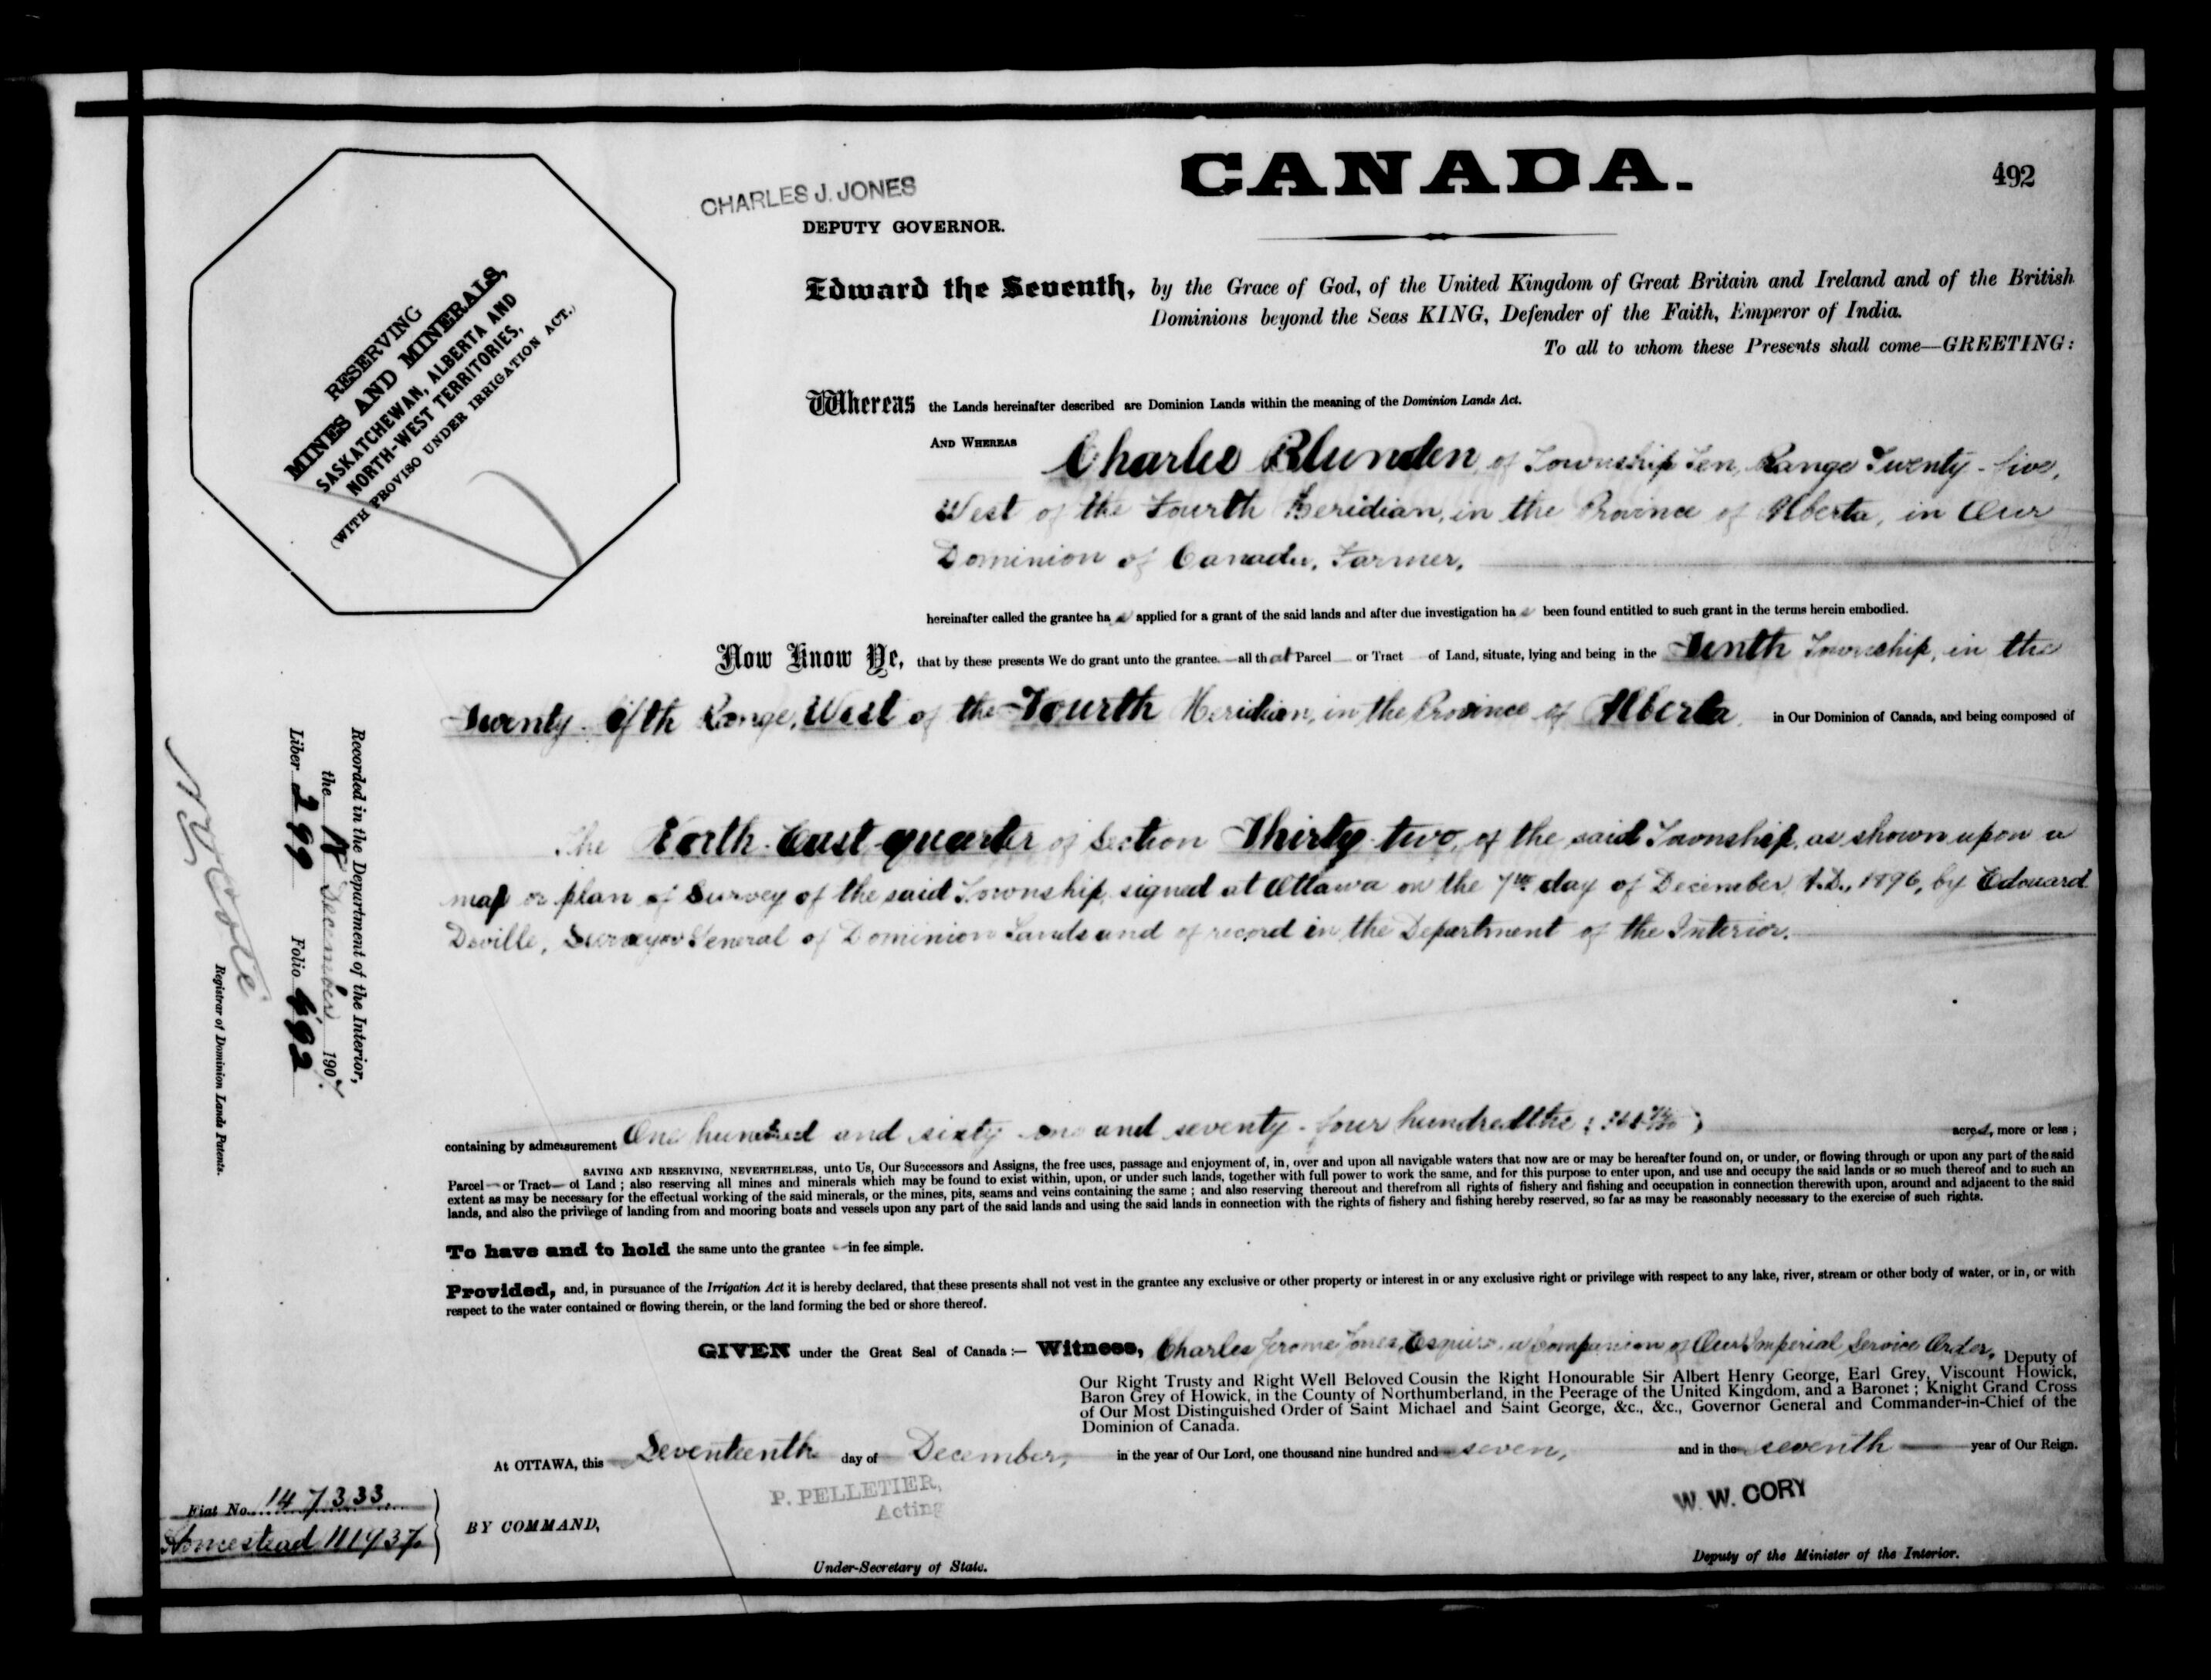 CANADA.
492
CHARLES J. JONES
DEPUTY GOVERNOR.
RESERVING
MINES AND MINERALS,
SASKATCHEWAN, ALBERTA AND
NORTH-WEST TERRITORIES,
(WITH PROVISO UNDER IRRIGATION ACT.)
Edward the Seventh, by the Grace of God, of the United Kingdom of Great Britain and Ireland and of the British
Dominions beyond the Seas KING, Defender of the Faith, Emperor of India.
To all to whom these Presents shall come—GREETING:
Whereas the Lands hereinafter described are Dominion Lands within the meaning of the Dominion Lands Act.
AND WHEREAS Charles Blunden of Township Ten, Range Twenty-five,
West of the Fourth Meridian, in the Province of Alberta, in Our
Dominion of Canada, Farmer,
hereinafter called the grantee has applied for a grant of the said lands and after due investigation has been found entitled to such grant in the terms herein embodied.
Now Know Ye, that by these presents We do grant unto the grantee all that Parcel or Tract of Land, situate, lying and being in the Tenth Township, in the
Twenty-fifth Range, West of the Fourth Meridian, in the Province of Alberta, in Our Dominion of Canada, and being composed of
The North-East quarter of Section Thirty-two, of the said Township, as shown upon a
map or plan of Survey of the said Township, signed at Ottawa on the 7th day of December, A.D., 1896, by Edouard
Deville, Surveyor General of Dominion Lands and of record in the Department of the Interior.
Recorded in the Department of the Interior,
the December 1907.
Liber 299 Folio 492
N O Coté
Registrar of Dominion Lands Patents.
containing by admeasurement One hundred and sixty-one and seventy-four hundredths (161 74/100) acres, more or less;
SAVING AND RESERVING, NEVERTHELESS, unto Us, Our Successors and Assigns, the free uses, passage and enjoyment of, in, over and upon all navigable waters that now are or may be hereafter found on, or under, or flowing through or upon any part of the said
Parcel—or Tract—of Land; also reserving all mines and minerals which may be found to exist within, upon, or under such lands, together with full power to work the same, and for this purpose to enter upon, and use and occupy the said lands or so much thereof and to such an
extent as may be necessary for the effectual working of the said minerals, or the mines, pits, seams and veins containing the same; and also reserving thereout and therefrom all rights of fishery and fishing and occupation in connection therewith upon, around and adjacent to the said
lands, and also the privilege of landing from and mooring boats and vessels upon any part of the said lands and using the said lands in connection with the rights of fishery and fishing hereby reserved, so far as may be reasonably necessary to the exercise of such rights.
To have and to hold the same unto the grantee in fee simple.
Provided, and, in pursuance of the Irrigation Act it is hereby declared, that these presents shall not vest in the grantee any exclusive or other property or interest in or any exclusive right or privilege with respect to any lake, river, stream or other body of water, or in, or with
respect to the water contained or flowing therein, or the land forming the bed or shore thereof.
GIVEN under the Great Seal of Canada:— Witness, Charles Jerome Jones, Esquire, a Companion of Our Imperial Service Order, Deputy of
Our Right Trusty and Right Well Beloved Cousin the Right Honourable Sir Albert Henry George, Earl Grey, Viscount Howick,
Baron Grey of Howick, in the County of Northumberland, in the Peerage of the United Kingdom, and a Baronet; Knight Grand Cross
of Our Most Distinguished Order of Saint Michael and Saint George, &c., &c., Governor General and Commander-in-Chief of the
Dominion of Canada.
At OTTAWA, this Seventeenth day of December, in the year of Our Lord, one thousand nine hundred and seven, and in the seventh year of Our Reign.
P. PELLETIER,
Acting
W. W. CORY
Fiat No. 147333.
Homestead 111937.
BY COMMAND,
Under-Secretary of State.
Deputy of the Minister of the Interior.